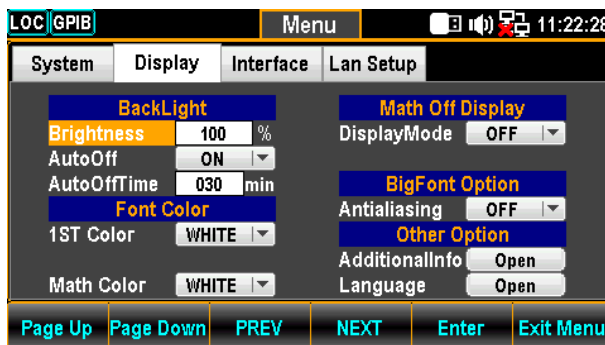 LOC GPIB Menu 11:22:28
System Display Interface Lan Setup
BackLight
Brightness 100 %
AutoOff ON
AutoOffTime 030 min
Font Color
1ST Color WHITE
Math Color WHITE
Math Off Display
DisplayMode OFF
BigFont Option
Antialiasing OFF
Other Option
AdditionalInfo Open
Language Open
Page Up Page Down PREV NEXT Enter Exit Menu